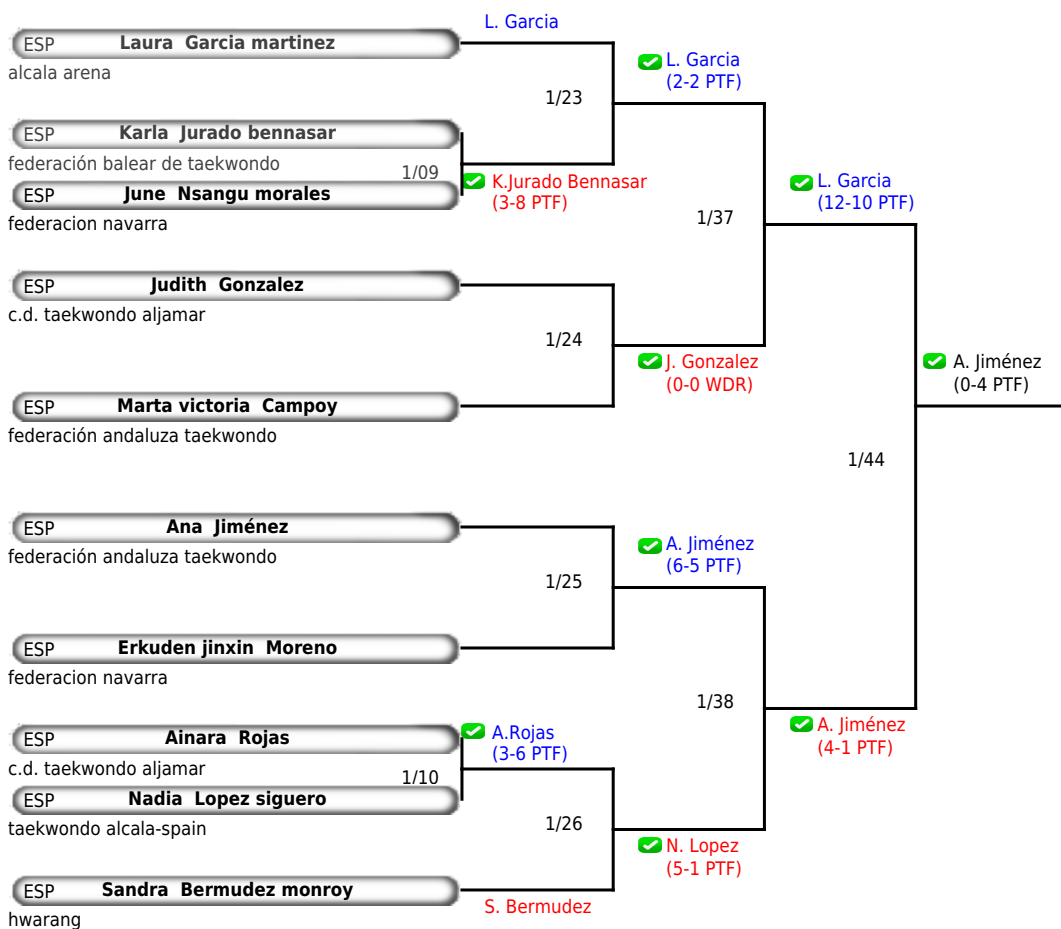 L. Garcia
ESP Laura Garcia martinez
alcala arena
L. Garcia
(2-2 PTF)
1/23
ESP Karla Jurado bennasar
federación balear de taekwondo
1/09
K.Jurado Bennasar
(3-8 PTF)
ESP June Nsangu morales
federacion navarra
L. Garcia
(12-10 PTF)
1/37
ESP Judith Gonzalez
c.d. taekwondo aljamar
1/24
J. Gonzalez
(0-0 WDR)
A. Jiménez
(0-4 PTF)
ESP Marta victoria Campoy
federación andaluza taekwondo
1/44
ESP Ana Jiménez
federación andaluza taekwondo
A. Jiménez
(6-5 PTF)
1/25
ESP Erkuden jinxin Moreno
federacion navarra
1/38
A. Jiménez
(4-1 PTF)
ESP Ainara Rojas
c.d. taekwondo aljamar
A.Rojas
(3-6 PTF)
1/10
ESP Nadia Lopez siguero
taekwondo alcala-spain
1/26
N. Lopez
(5-1 PTF)
ESP Sandra Bermudez monroy
hwarang
S. Bermudez